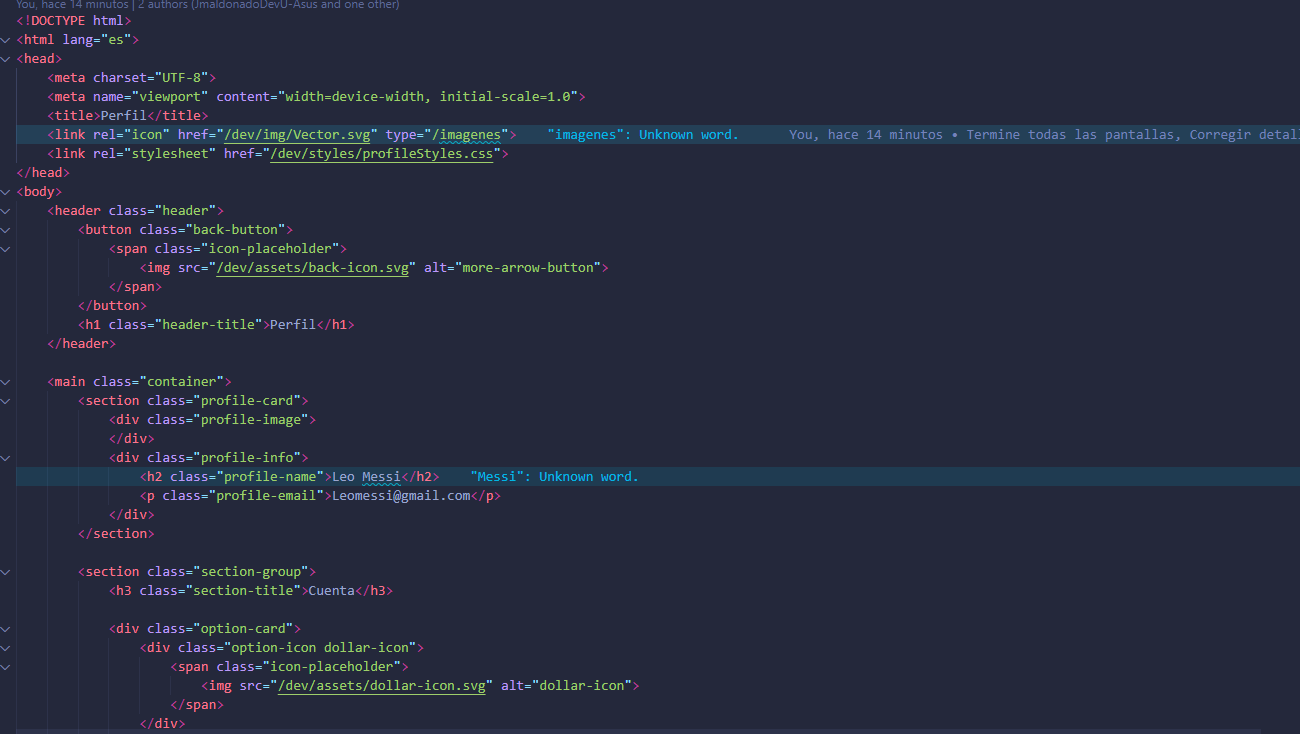 You, hace 14 minutos | 2 authors (JmaldonadoDevU-Asus and one other)
<!DOCTYPE html>
<html lang="es">
<head>
    <meta charset="UTF-8">
    <meta name="viewport" content="width=device-width, initial-scale=1.0">
    <title>Perfil</title>
    <link rel="icon" href="/dev/img/Vector.svg" type="/imagenes">    "imagenes": Unknown word.    You, hace 14 minutos • Termine todas las pantallas, Corregir detal
    <link rel="stylesheet" href="/dev/styles/profileStyles.css">
</head>
<body>
    <header class="header">
        <button class="back-button">
            <span class="icon-placeholder">
                <img src="/dev/assets/back-icon.svg" alt="more-arrow-button">
            </span>
        </button>
        <h1 class="header-title">Perfil</h1>
    </header>

    <main class="container">
        <section class="profile-card">
            <div class="profile-image">
            </div>
            <div class="profile-info">
                <h2 class="profile-name">Leo Messi</h2>    "Messi": Unknown word.
                <p class="profile-email">Leomessi@gmail.com</p>
            </div>
        </section>

        <section class="section-group">
            <h3 class="section-title">Cuenta</h3>

            <div class="option-card">
                <div class="option-icon dollar-icon">
                    <span class="icon-placeholder">
                        <img src="/dev/assets/dollar-icon.svg" alt="dollar-icon">
                    </span>
                </div>